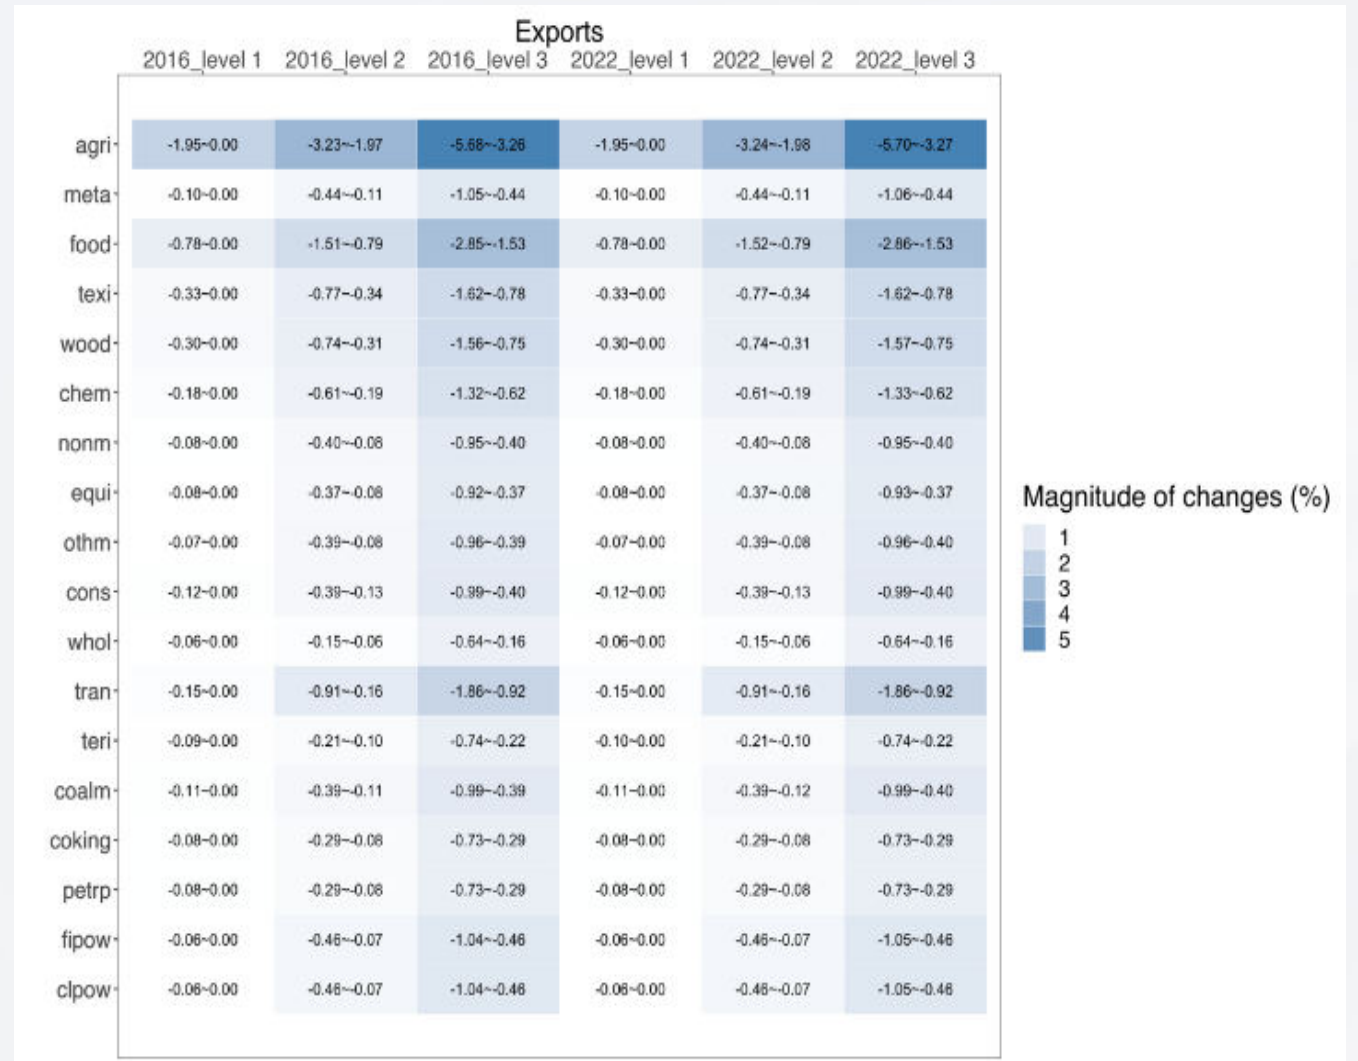 Exports
2016_level 1 2016_level 2 2016_level 3 2022_level 1 2022_level 2 2022_level 3
agri -1.95~0.00 -3.23~-1.97 -5.68~-3.26 -1.95~0.00 -3.24~-1.98 -5.70~-3.27
meta -0.10~0.00 -0.44~-0.11 -1.05~-0.44 -0.10~0.00 -0.44~-0.11 -1.06~-0.44
food -0.78~0.00 -1.51~-0.79 -2.85~-1.53 -0.78~0.00 -1.52~-0.79 -2.86~-1.53
texi -0.33~0.00 -0.77~-0.34 -1.62~-0.78 -0.33~0.00 -0.77~-0.34 -1.62~-0.78
wood -0.30~0.00 -0.74~-0.31 -1.56~-0.75 -0.30~0.00 -0.74~-0.31 -1.57~-0.75
chem -0.18~0.00 -0.61~-0.19 -1.32~-0.62 -0.18~0.00 -0.61~-0.19 -1.33~-0.62
nonm -0.08~0.00 -0.40~-0.08 -0.95~-0.40 -0.08~0.00 -0.40~-0.08 -0.95~-0.40
equi -0.08~0.00 -0.37~-0.08 -0.92~-0.37 -0.08~0.00 -0.37~-0.08 -0.93~-0.37
othm -0.07~0.00 -0.39~-0.08 -0.96~-0.39 -0.07~0.00 -0.39~-0.08 -0.96~-0.40
cons -0.12~0.00 -0.39~-0.13 -0.99~-0.40 -0.12~0.00 -0.39~-0.13 -0.99~-0.40
whol -0.06~0.00 -0.15~-0.06 -0.64~-0.16 -0.06~0.00 -0.15~-0.06 -0.64~-0.16
tran -0.15~0.00 -0.91~-0.16 -1.86~-0.92 -0.15~0.00 -0.91~-0.16 -1.86~-0.92
teri -0.09~0.00 -0.21~-0.10 -0.74~-0.22 -0.10~0.00 -0.21~-0.10 -0.74~-0.22
coalm -0.11~0.00 -0.39~-0.11 -0.99~-0.39 -0.11~0.00 -0.39~-0.12 -0.99~-0.40
coking -0.08~0.00 -0.29~-0.08 -0.73~-0.29 -0.08~0.00 -0.29~-0.08 -0.73~-0.29
petrp -0.08~0.00 -0.29~-0.08 -0.73~-0.29 -0.08~0.00 -0.29~-0.08 -0.73~-0.29
fipow -0.06~0.00 -0.46~-0.07 -1.04~-0.46 -0.06~0.00 -0.46~-0.07 -1.05~-0.46
clpow -0.06~0.00 -0.46~-0.07 -1.04~-0.46 -0.06~0.00 -0.46~-0.07 -1.05~-0.46
Magnitude of changes (%)
1
2
3
4
5